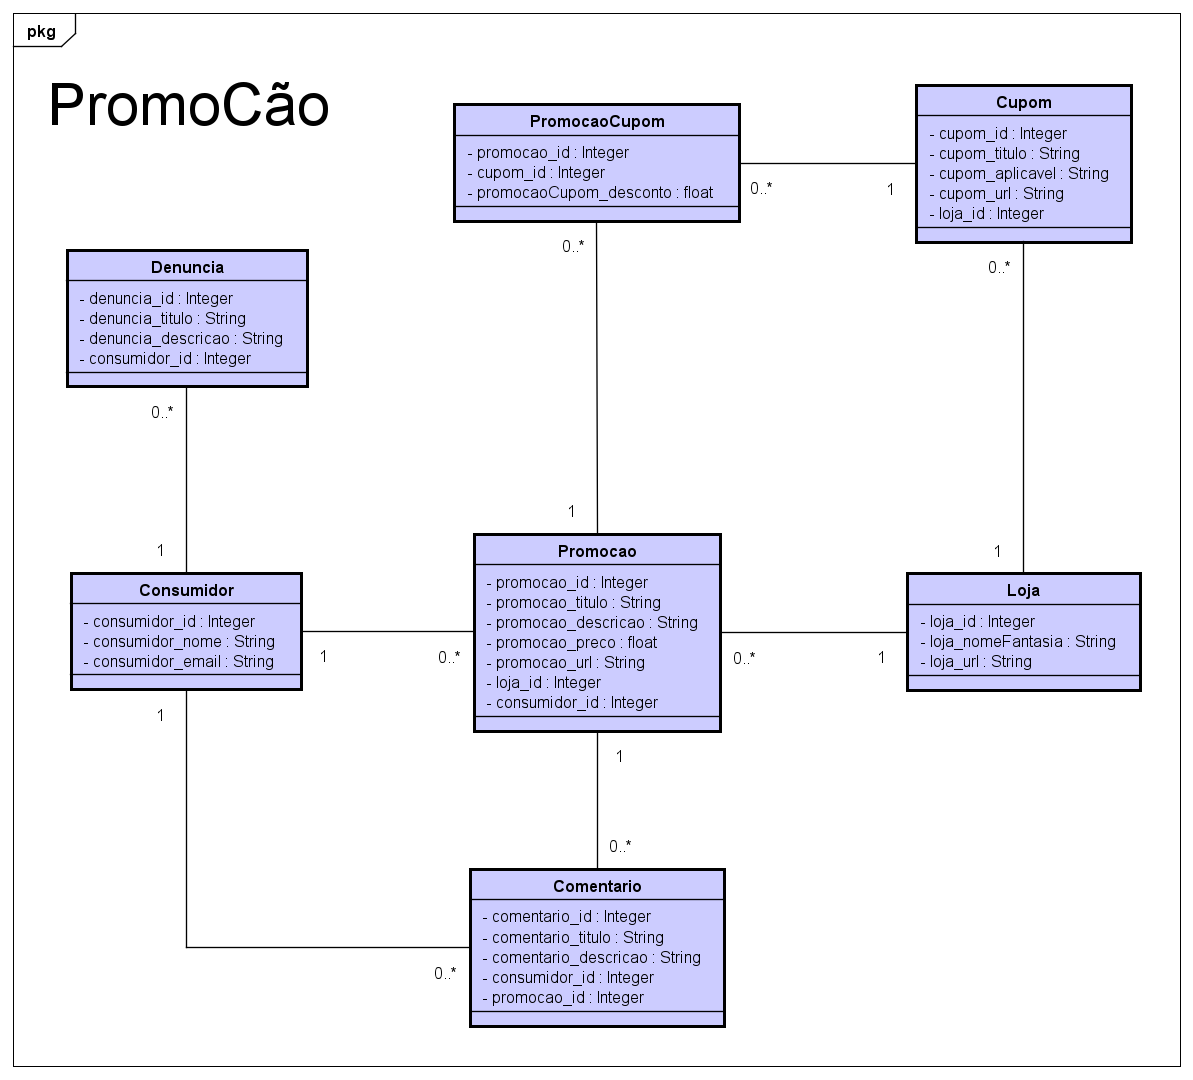 pkg
PromoCão
PromocaoCupom
- promocao_id : Integer
- cupom_id : Integer
- promocaoCupom_desconto : float
0..*
1
Cupom
- cupom_id : Integer
- cupom_titulo : String
- cupom_aplicavel : String
- cupom_url : String
- loja_id : Integer
0..*
0..*
Denuncia
- denuncia_id : Integer
- denuncia_titulo : String
- denuncia_descricao : String
- consumidor_id : Integer
0..*
1
1
1
Consumidor
- consumidor_id : Integer
- consumidor_nome : String
- consumidor_email : String
1
0..*
Promocao
- promocao_id : Integer
- promocao_titulo : String
- promocao_descricao : String
- promocao_preco : float
- promocao_url : String
- loja_id : Integer
- consumidor_id : Integer
0..*
1
Loja
- loja_id : Integer
- loja_nomeFantasia : String
- loja_url : String
1
1
0..*
0..*
Comentario
- comentario_id : Integer
- comentario_titulo : String
- comentario_descricao : String
- consumidor_id : Integer
- promocao_id : Integer